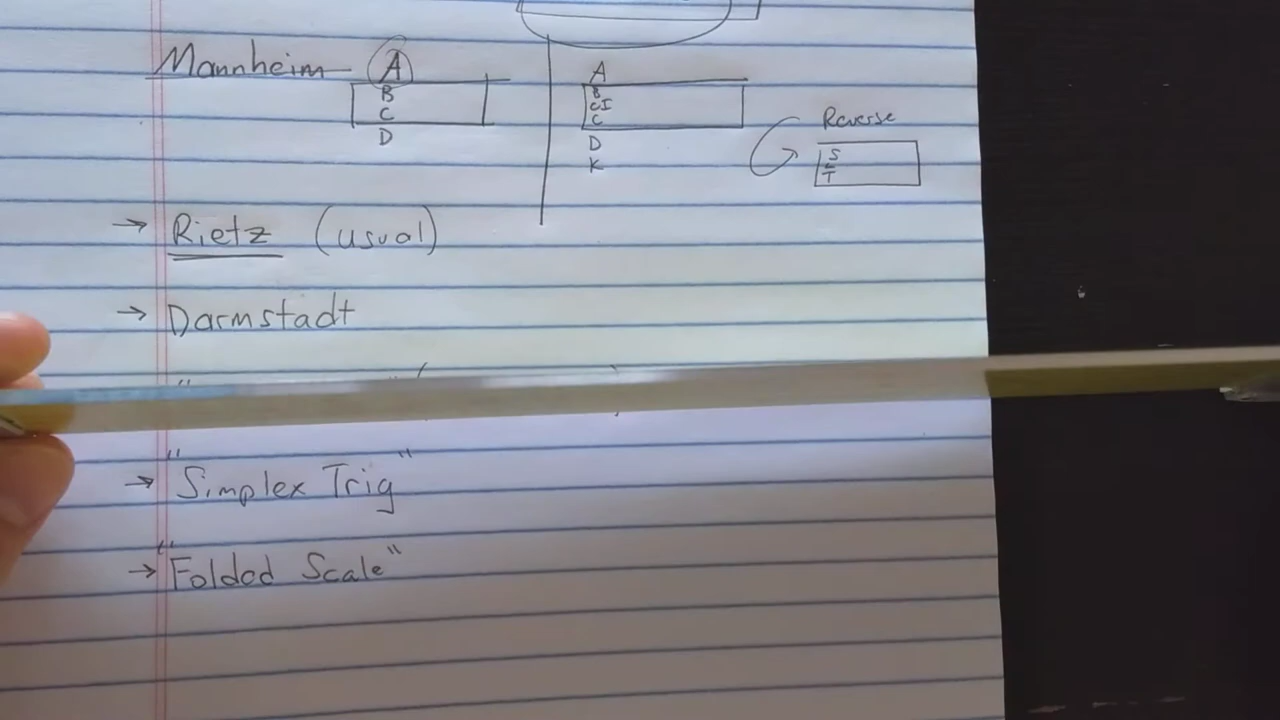 Mannheim A
B
C
D
A
B
CI
C
D
K
Reverse
S
L
T
→ Rietz (usual)
→ Darmstadt
→ "Simplex Trig"
→ "Folded Scale"